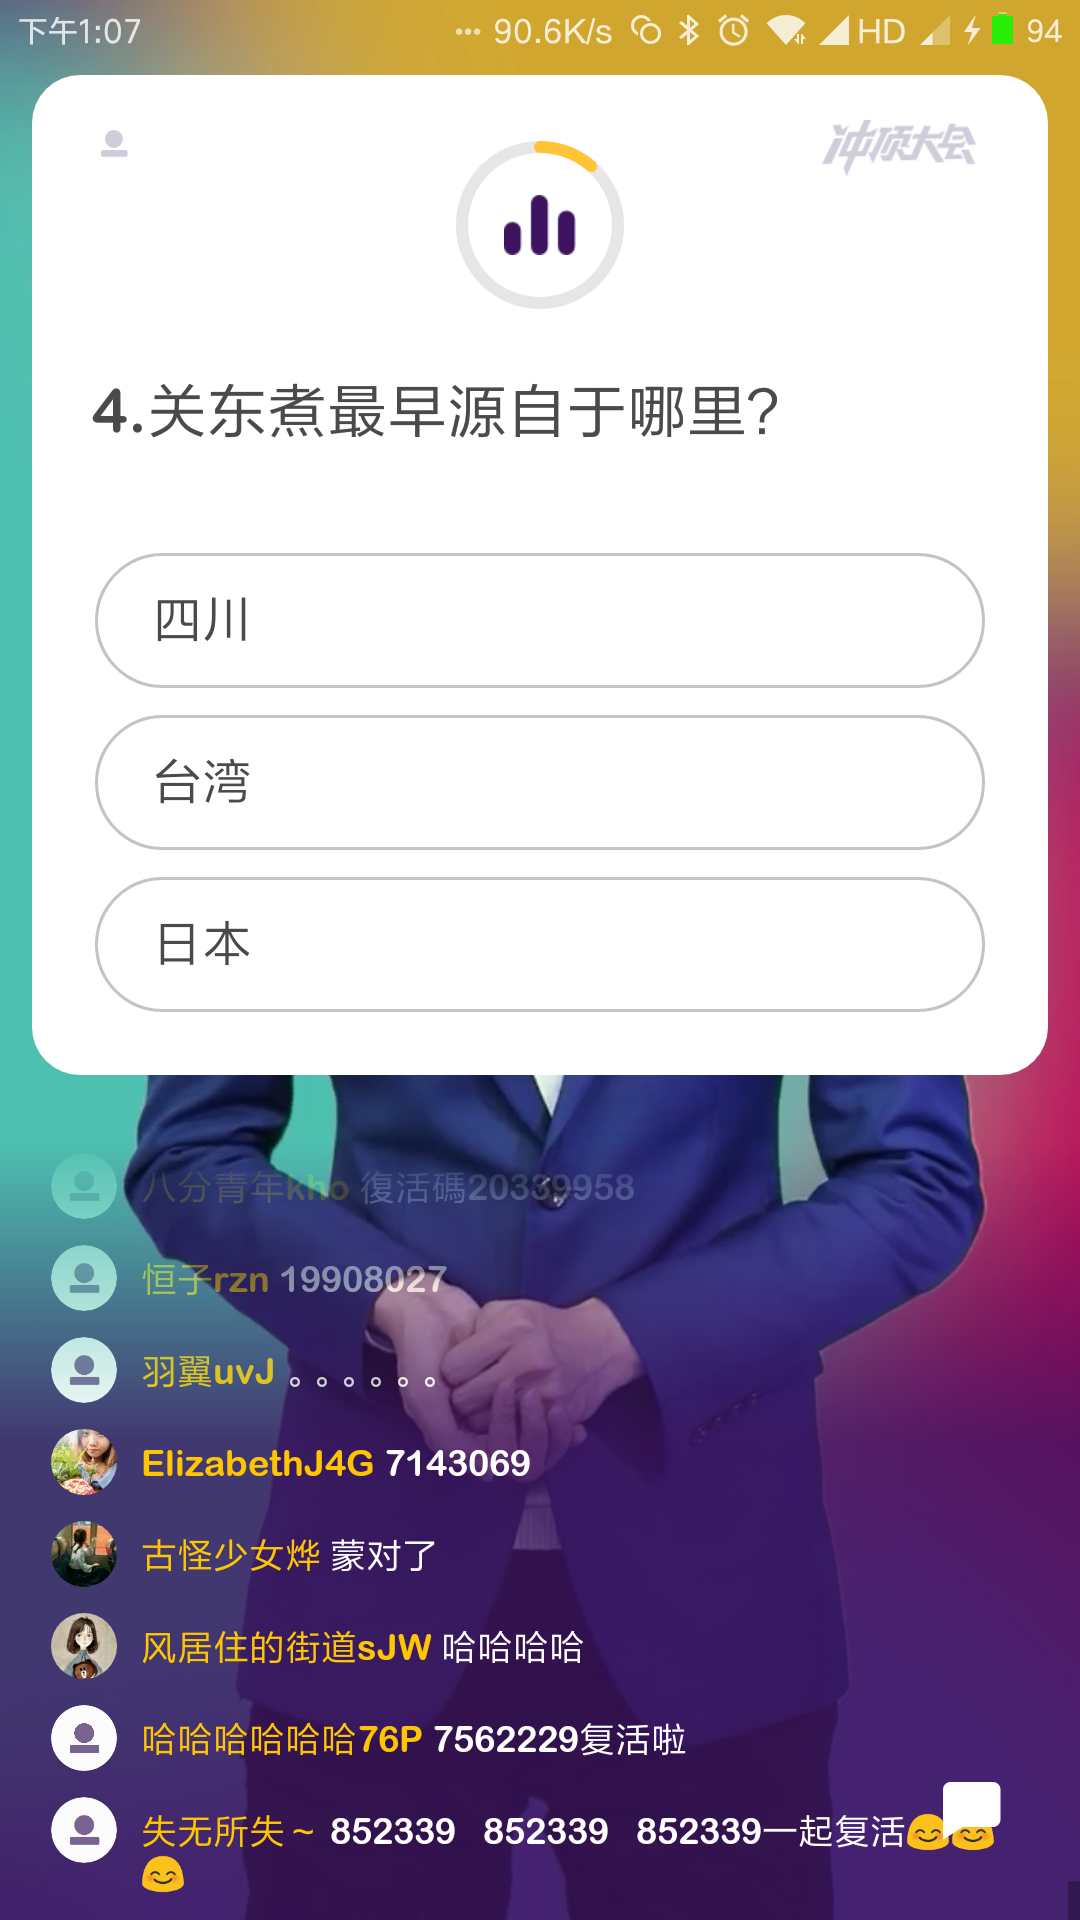 下午1:07 ... 90.6K/s HD 94
冲顶大会
4.关东煮最早源自于哪里?
四川
台湾
日本
八分青年kho 復活碼20339958
恒子rzn 19908027
羽翼uvJ 。。。。。。
ElizabethJ4G 7143069
古怪少女烨 蒙对了
风居住的街道sJW 哈哈哈哈
哈哈哈哈哈哈76P 7562229复活啦
失无所失~ 852339 852339 852339一起复活😊😊
😊